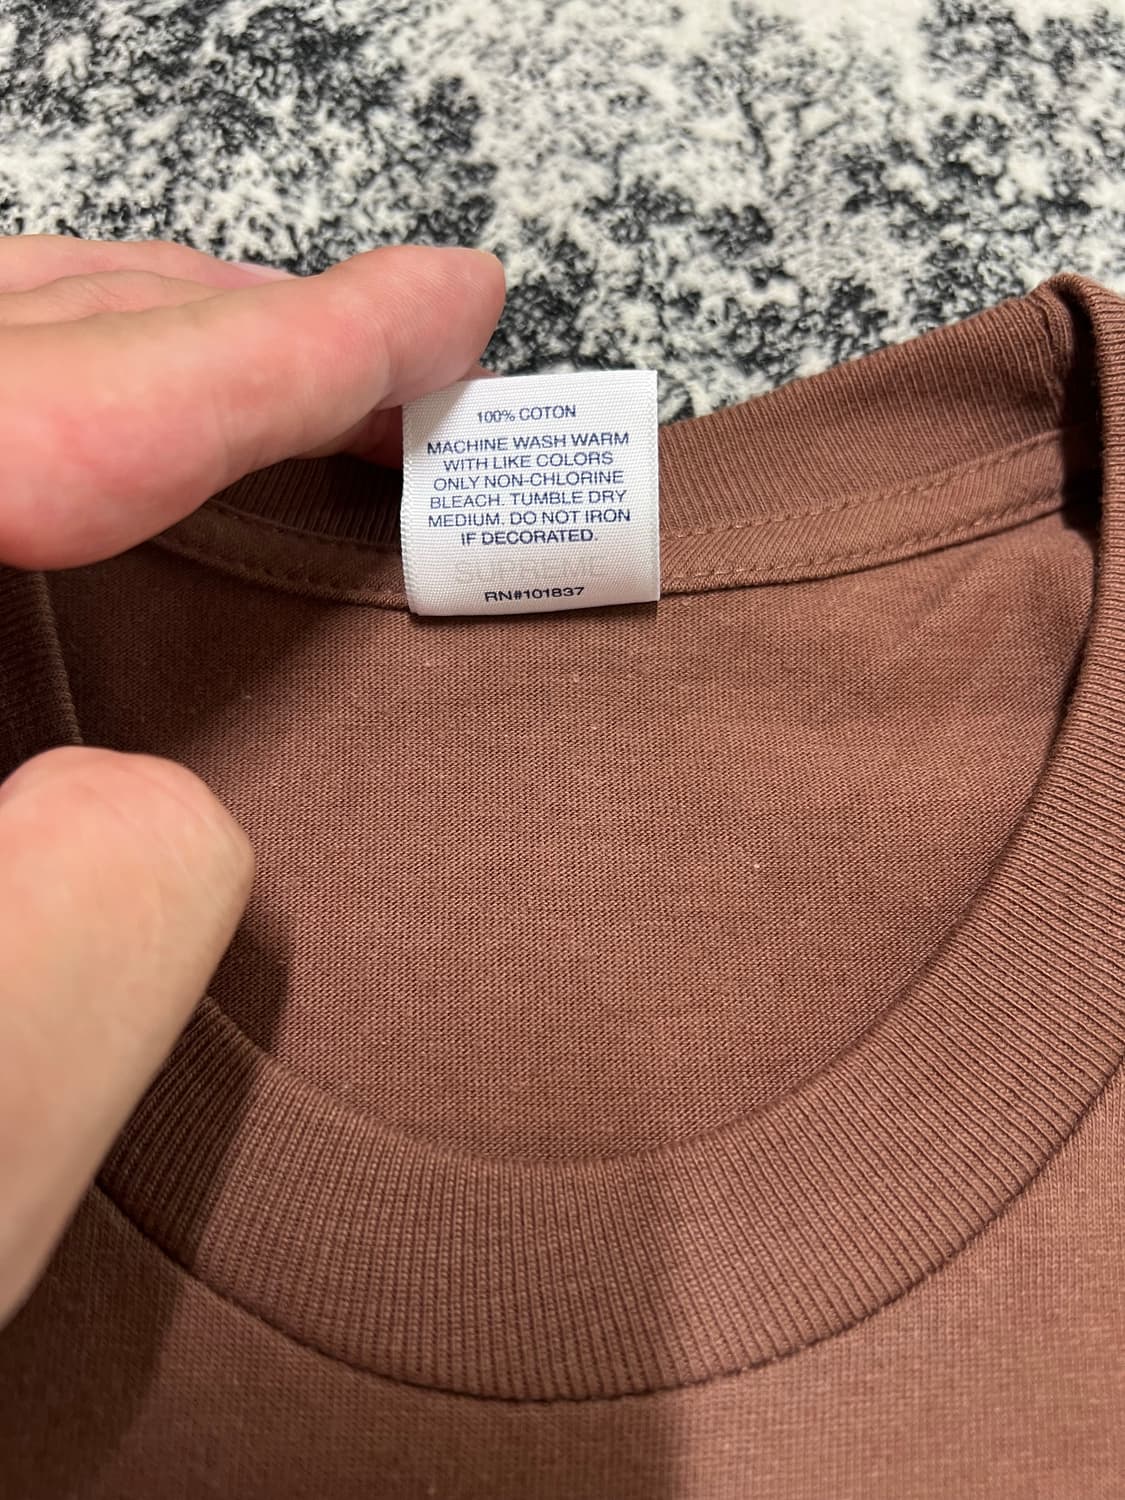 100% COTON
MACHINE WASH WARM
WITH LIKE COLORS
ONLY NON-CHLORINE
BLEACH. TUMBLE DRY
MEDIUM. DO NOT IRON
IF DECORATED.
SUPREME
RN#101837